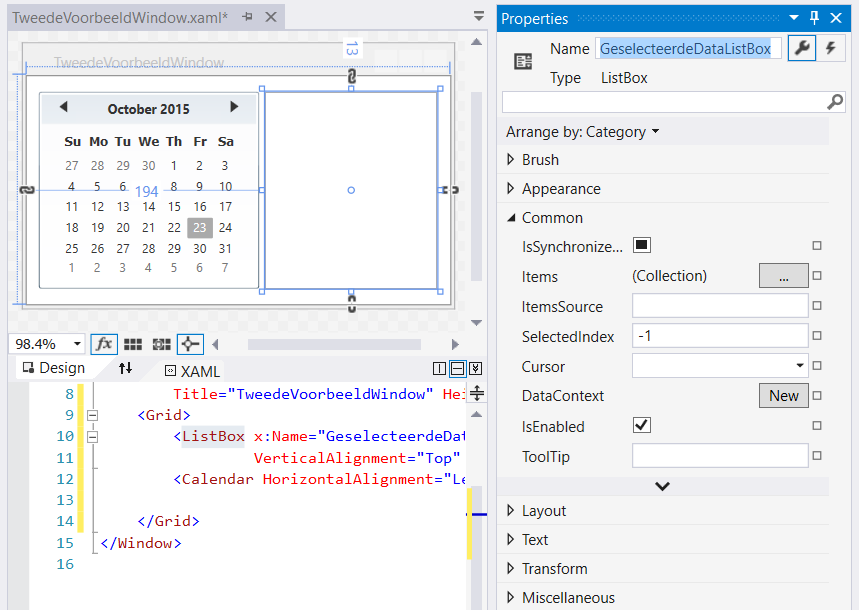 TweedeVoorbeeldWindow.xaml*
13
TweedeVoorbeeldWindow
October 2015
Su Mo Tu We Th Fr Sa
27 28 29 30 1 2 3
4 5 6 194 8 9 10
11 12 13 14 15 16 17
18 19 20 21 22 23 24
25 26 27 28 29 30 31
1 2 3 4 5 6 7
98.4%
fx
Design
XAML
8 Title="TweedeVoorbeeldWindow" Hei
9 <Grid>
10 <ListBox x:Name="GeselecteerdeDat
11 VerticalAlignment="Top"
12 <Calendar HorizontalAlignment="Le
13
14 </Grid>
15 </Window>
16
Properties
Name GeselecteerdeDataListBox
Type ListBox
Arrange by: Category
Brush
Appearance
Common
IsSynchronize...
Items (Collection) ...
ItemsSource
SelectedIndex -1
Cursor
DataContext New
IsEnabled
ToolTip
Layout
Text
Transform
Miscellaneous